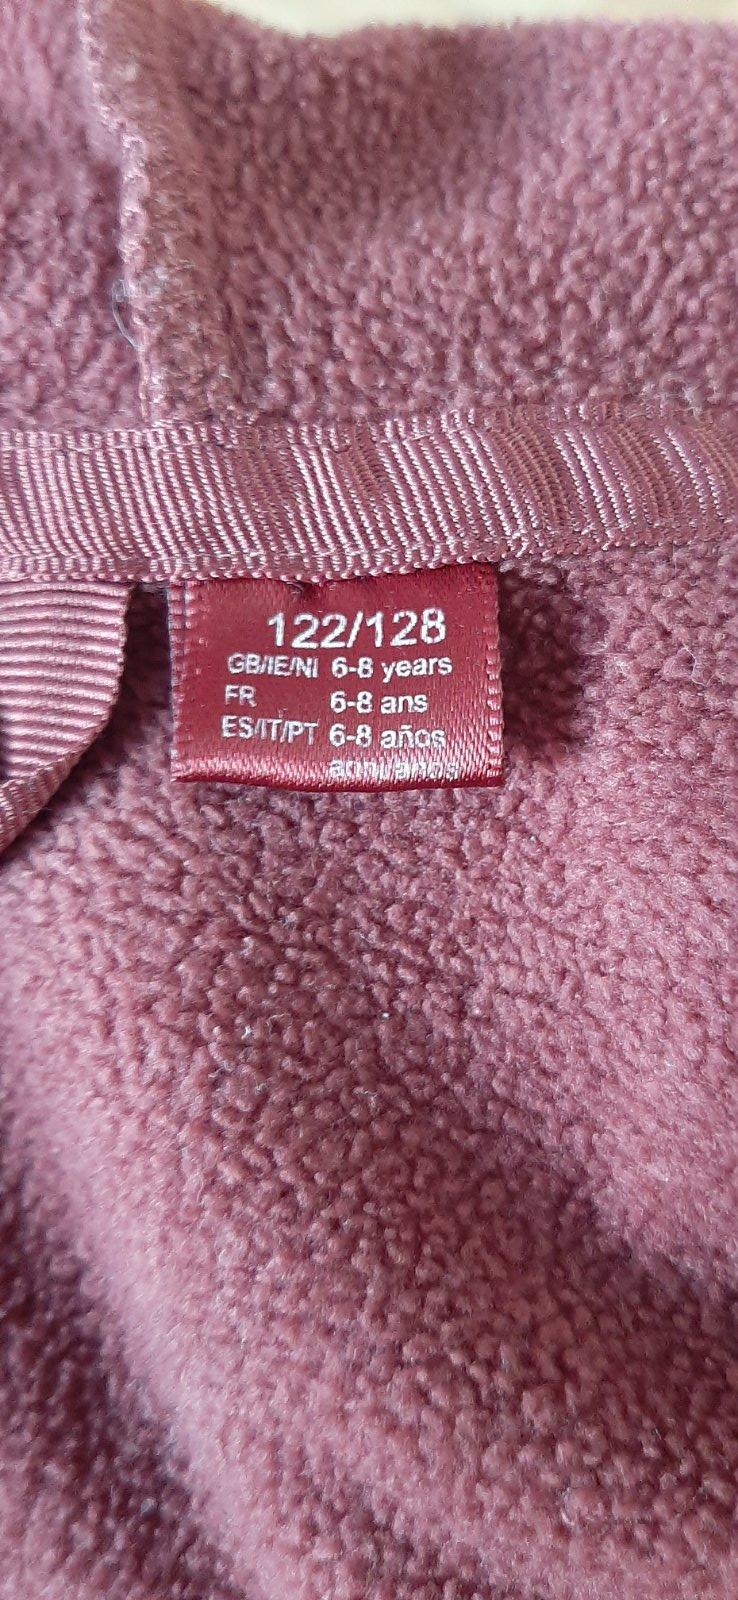 122/128
GB/IE/NI 6-8 years
FR 6-8 ans
ES/IT/PT 6-8 años